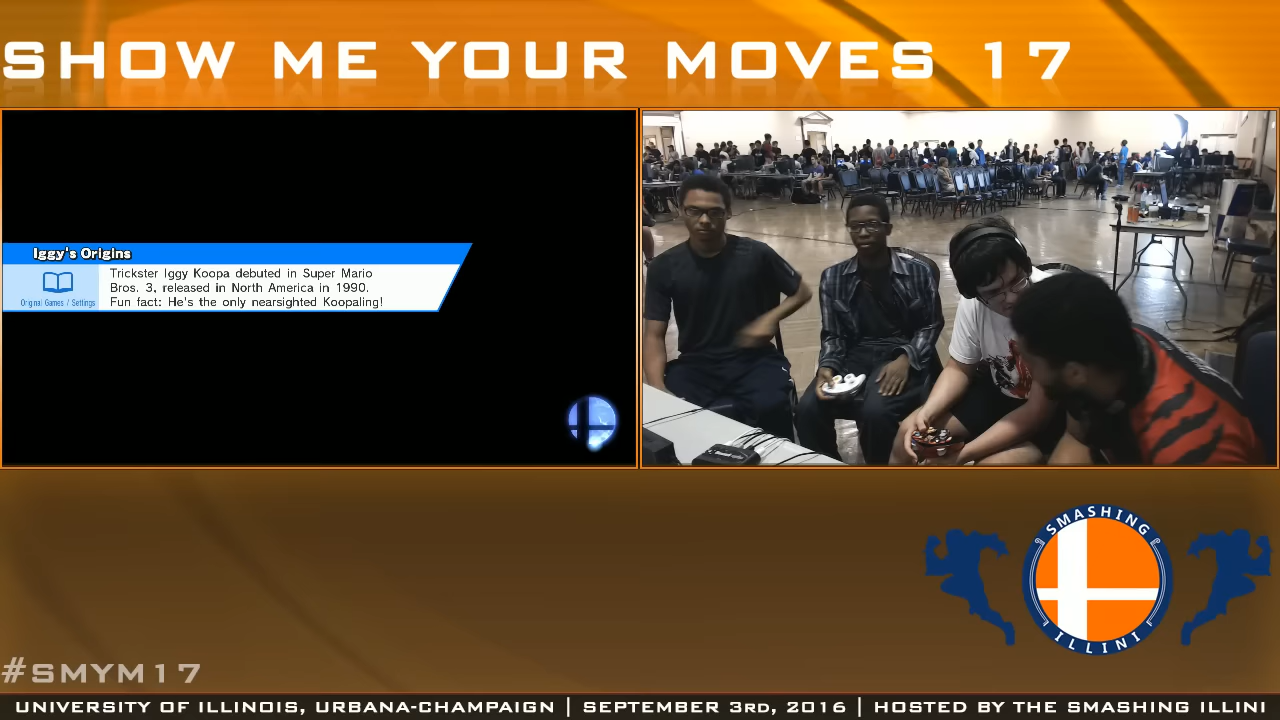 SHOW ME YOUR MOVES 17
Iggy's Origins
Trickster Iggy Koopa debuted in Super Mario
Bros. 3, released in North America in 1990.
Fun fact: He's the only nearsighted Koopaling!
Original Games / Settings
SMASHING
ILLINI
#SMYM17
UNIVERSITY OF ILLINOIS, URBANA-CHAMPAIGN | SEPTEMBER 3RD, 2016 | HOSTED BY THE SMASHING ILLINI